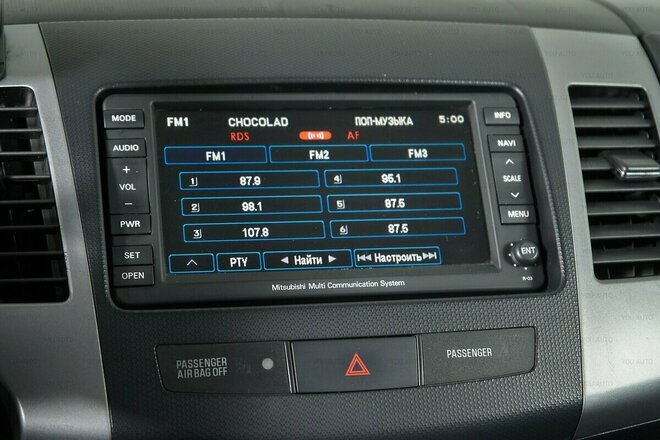 MODE
AUDIO
+
VOL
−
PWR
SET
OPEN
FM1 CHOCOLAD ПОП-МУЗЫКА 5:00
RDS AF
FM1 FM2 FM3
1 87.9 4 95.1
2 98.1 5 87.5
3 107.8 6 87.5
PTY ◀ Найти ▶ Настроить
INFO
NAVI
SCALE
MENU
ENT
R-03
Mitsubishi Multi Communication System
PASSENGER
AIR BAG OFF
PASSENGER